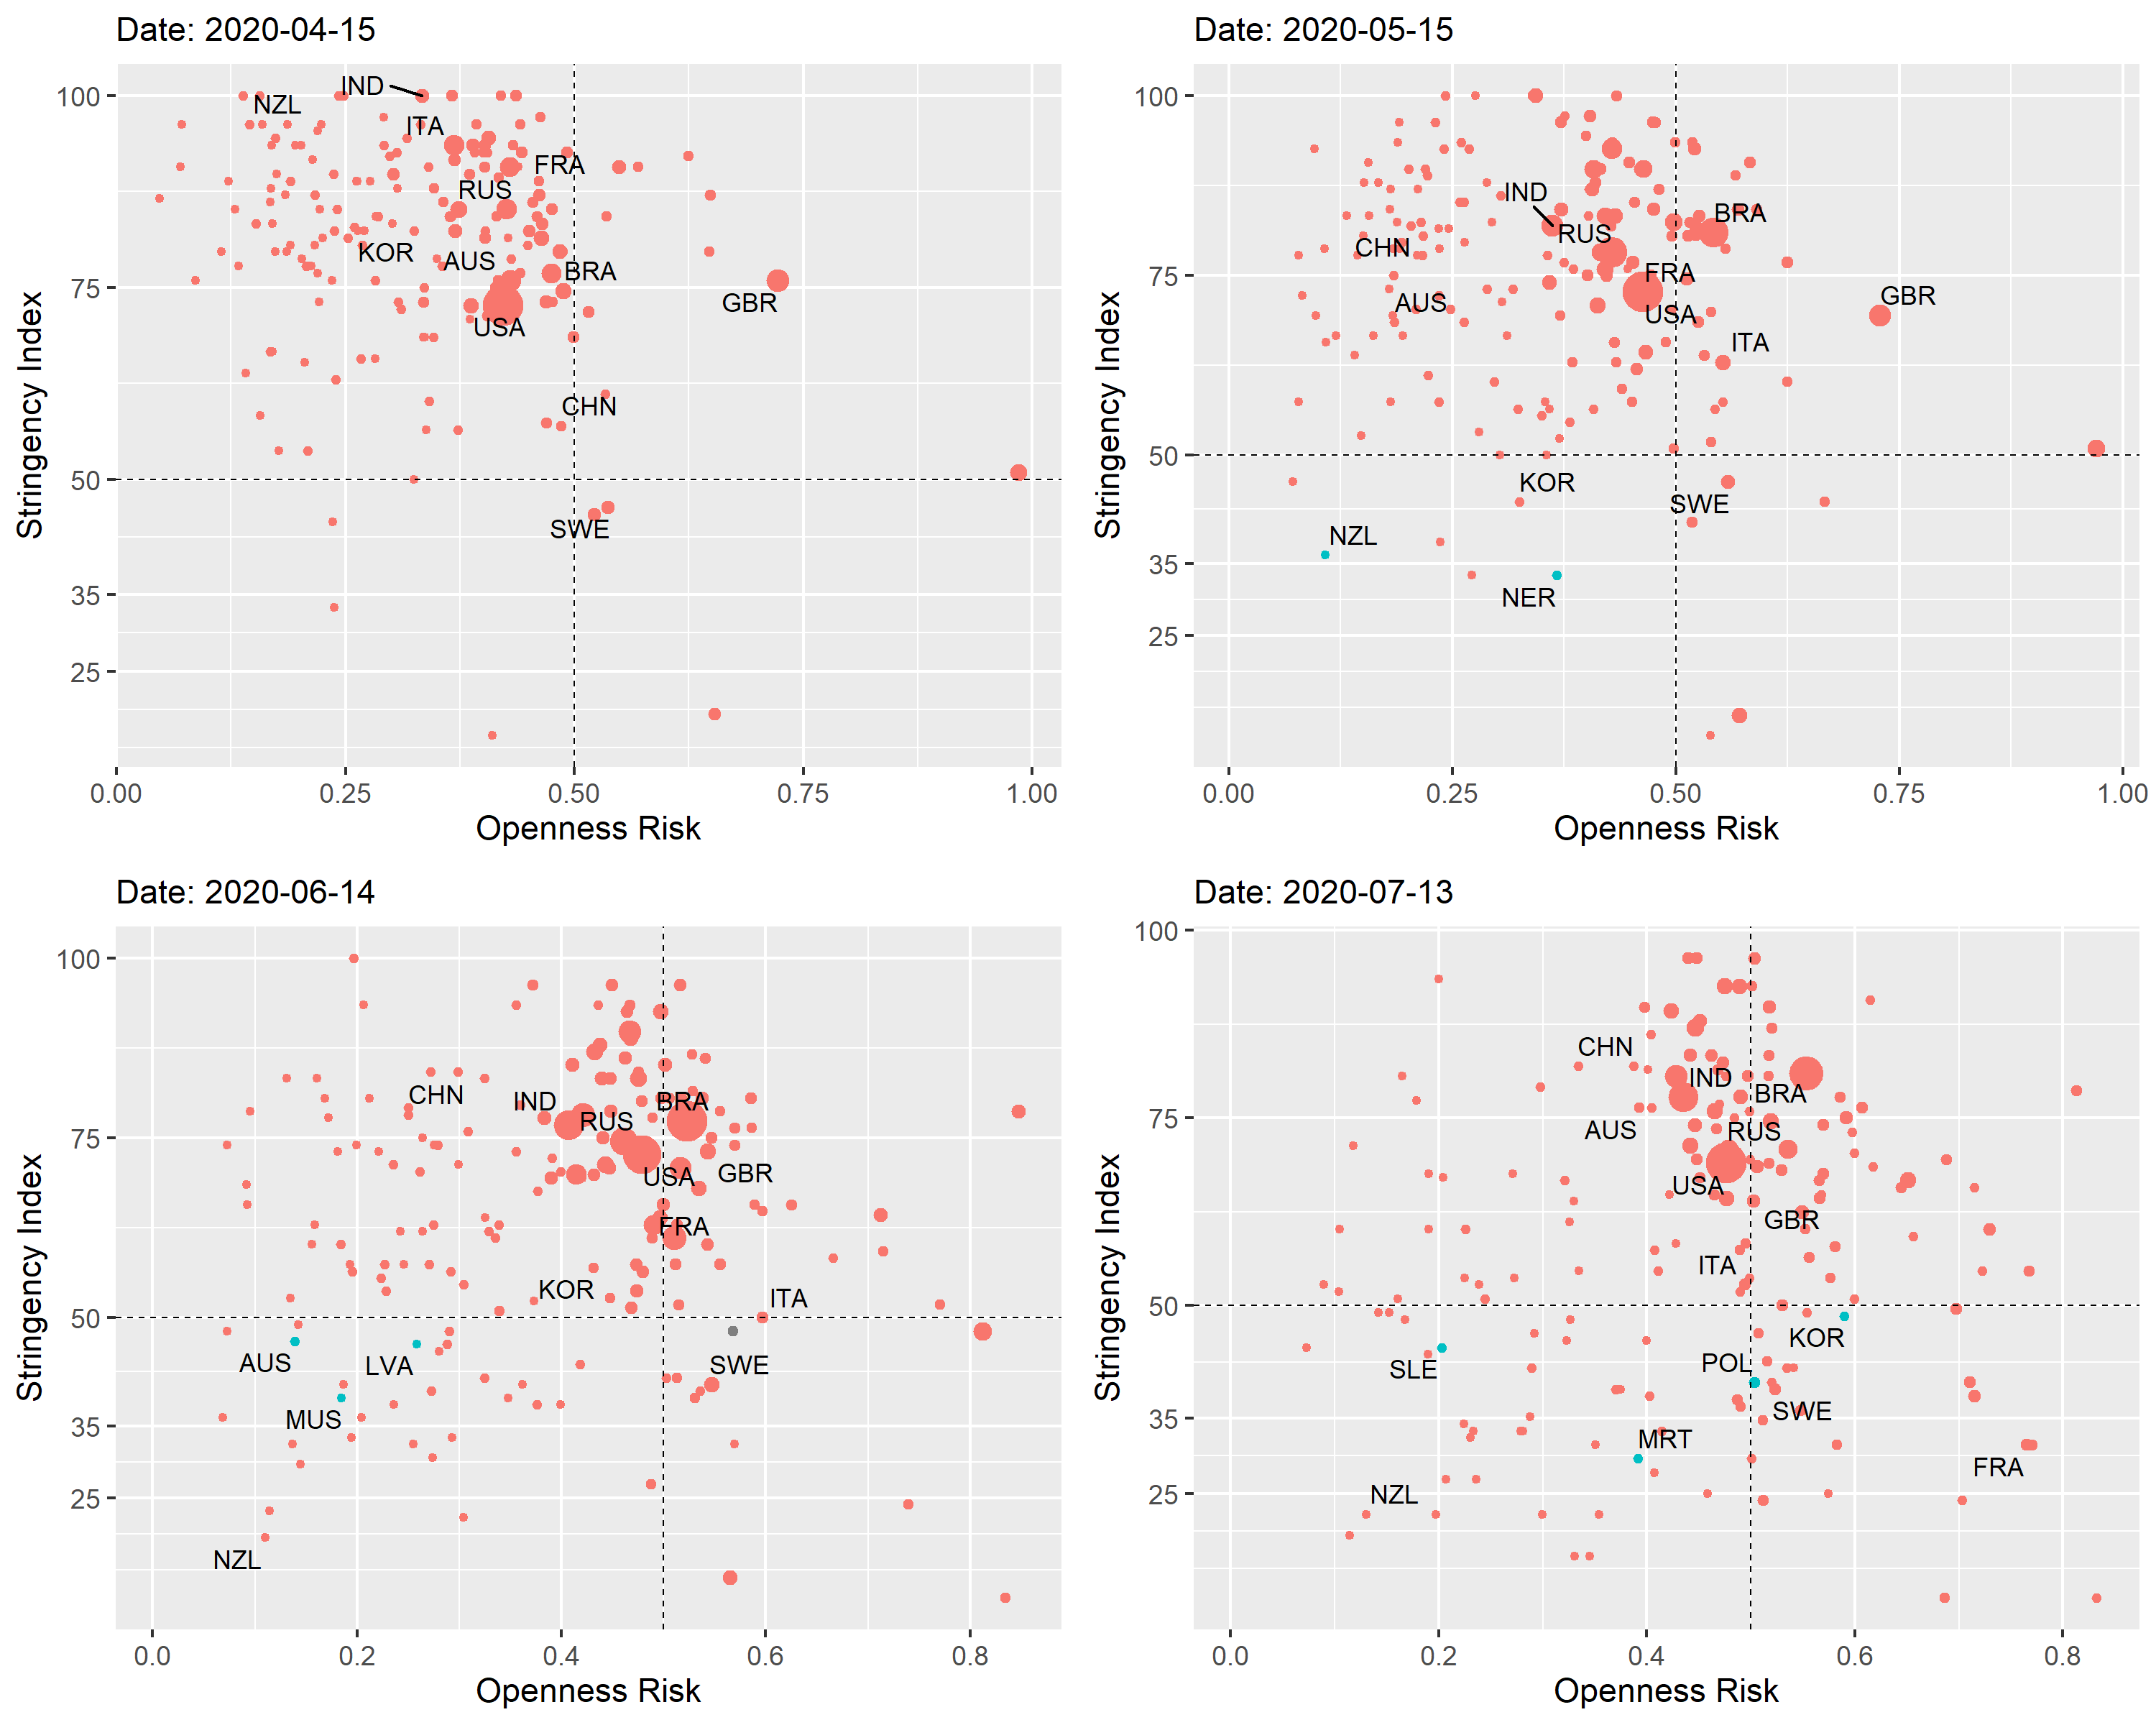 Date: 2020-04-15
Stringency Index
100
75
50
35
25
IND
NZL
ITA
FRA
RUS
KOR
AUS
BRA
GBR
USA
CHN
SWE
0.00 0.25 0.50 0.75 1.00
Openness Risk
Date: 2020-05-15
Stringency Index
100
75
50
35
25
IND
BRA
RUS
CHN
FRA
AUS
GBR
USA
ITA
KOR
SWE
NZL
NER
0.00 0.25 0.50 0.75 1.00
Openness Risk
Date: 2020-06-14
Stringency Index
100
75
50
35
25
CHN
IND
BRA
RUS
USA
GBR
FRA
KOR
ITA
AUS
LVA
SWE
MUS
NZL
0.0 0.2 0.4 0.6 0.8
Openness Risk
Date: 2020-07-13
Stringency Index
100
75
50
35
25
CHN
IND
BRA
AUS
RUS
USA
GBR
ITA
KOR
SLE
POL
SWE
MRT
FRA
NZL
0.0 0.2 0.4 0.6 0.8
Openness Risk